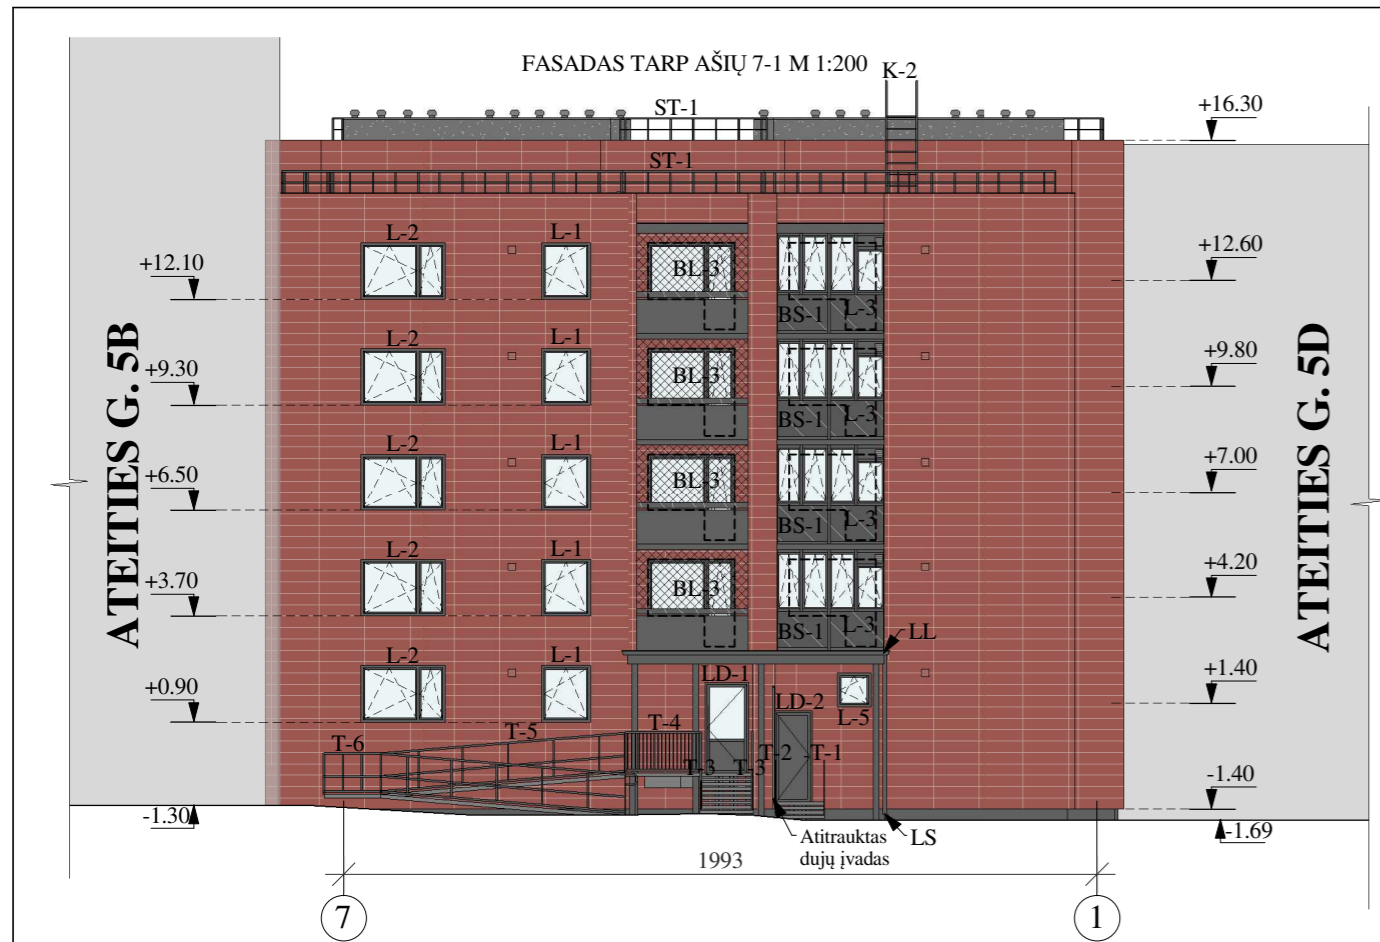 FASADAS TARP AŠIŲ 7-1 M 1:200
K-2
ST-1
+16.30
ST-1
L-2
L-1
+12.10
BL-3
+12.60
BS-1
L-3
L-2
L-1
+9.30
BL-3
+9.80
BS-1
L-3
ATEITIES G. 5B
ATEITIES G. 5D
L-2
L-1
+6.50
BL-3
+7.00
BS-1
L-3
L-2
L-1
+3.70
BL-3
+4.20
BS-1
L-3
LL
L-2
L-1
+0.90
LD-1
LD-2
L-5
+1.40
T-6
T-5
T-4
T-3
T-3
T-2
T-1
-1.40
-1.30
Atitrauktas
dujų įvadas
LS
-1.69
1993
7
1